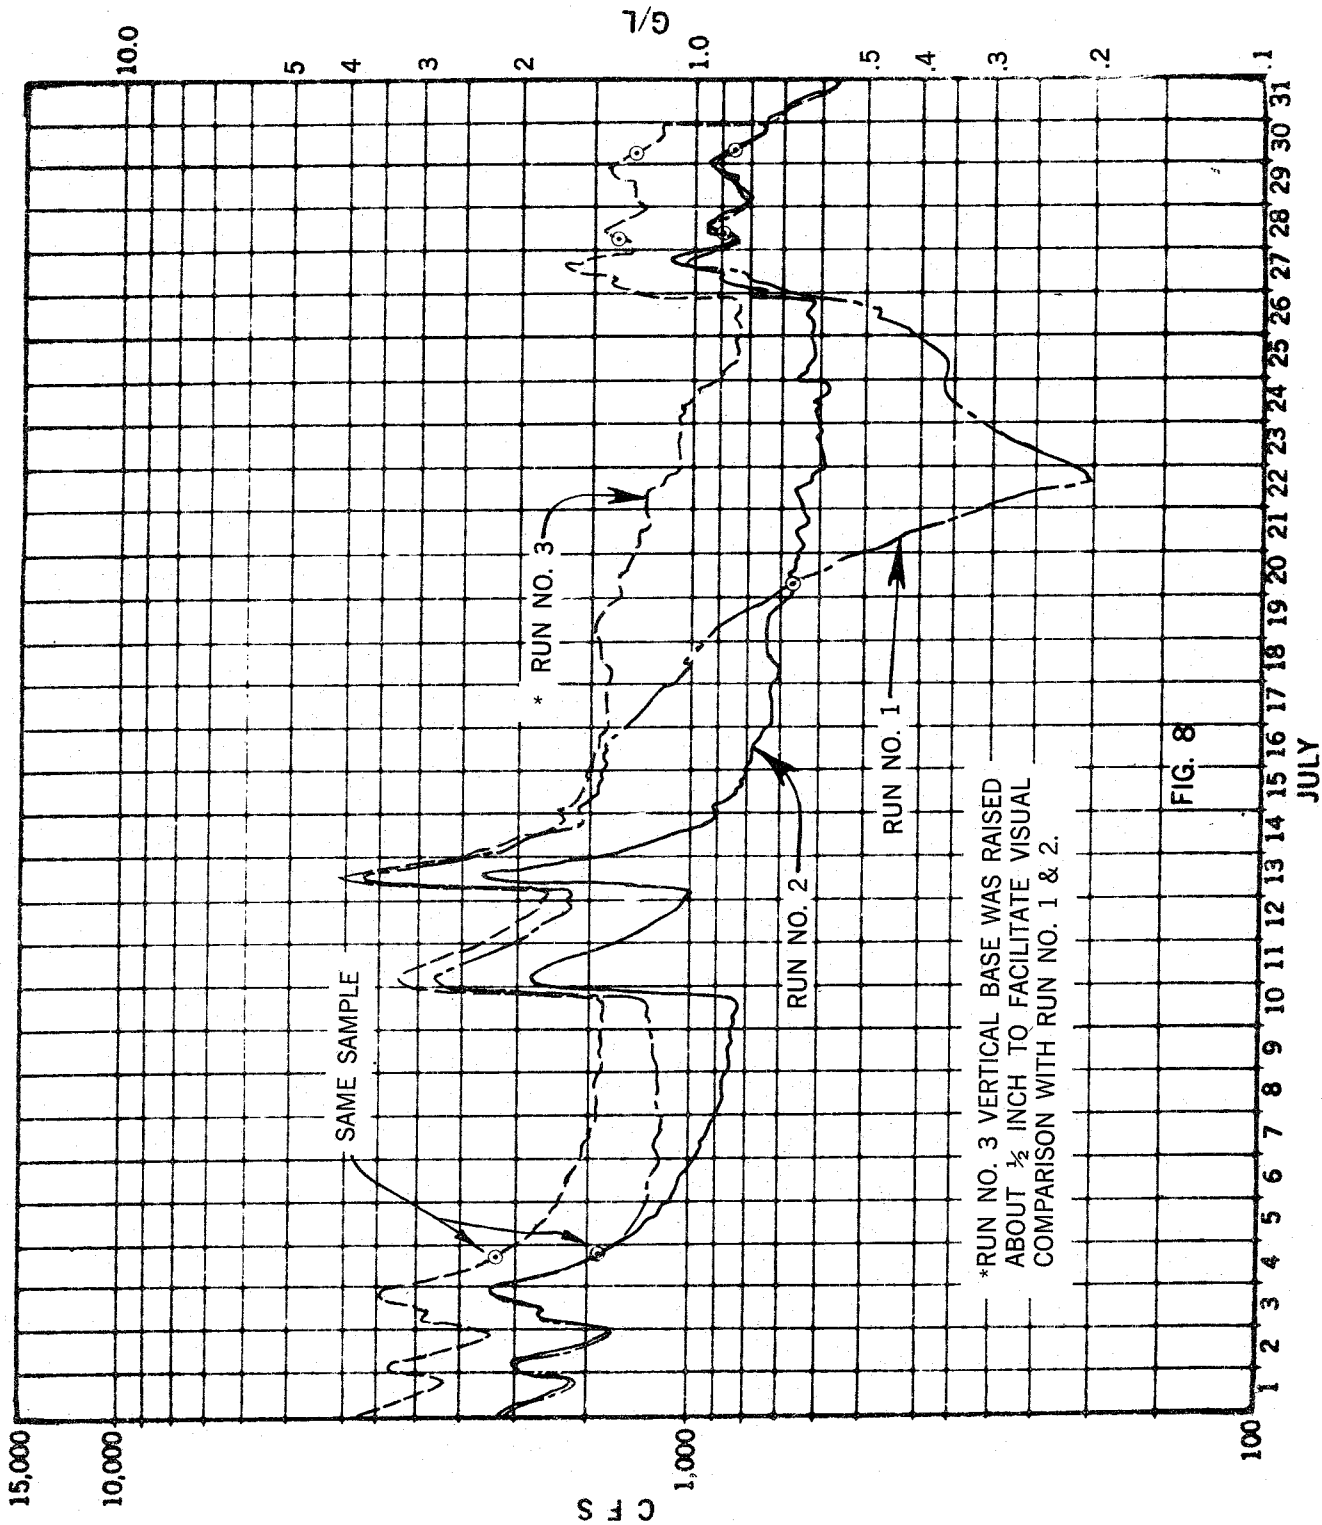 15,000
10,000
1,000
100
C F S
10.0
5
4
3
2
1.0
.5
.4
.3
.2
.1
G/L
SAME SAMPLE
* RUN NO. 3
RUN NO. 2
RUN NO. 1
*RUN NO. 3 VERTICAL BASE WAS RAISED
ABOUT ½ INCH TO FACILITATE VISUAL
COMPARISON WITH RUN NO. 1 & 2.
FIG. 8
1 2 3 4 5 6 7 8 9 10 11 12 13 14 15 16 17 18 19 20 21 22 23 24 25 26 27 28 29 30 31
JULY